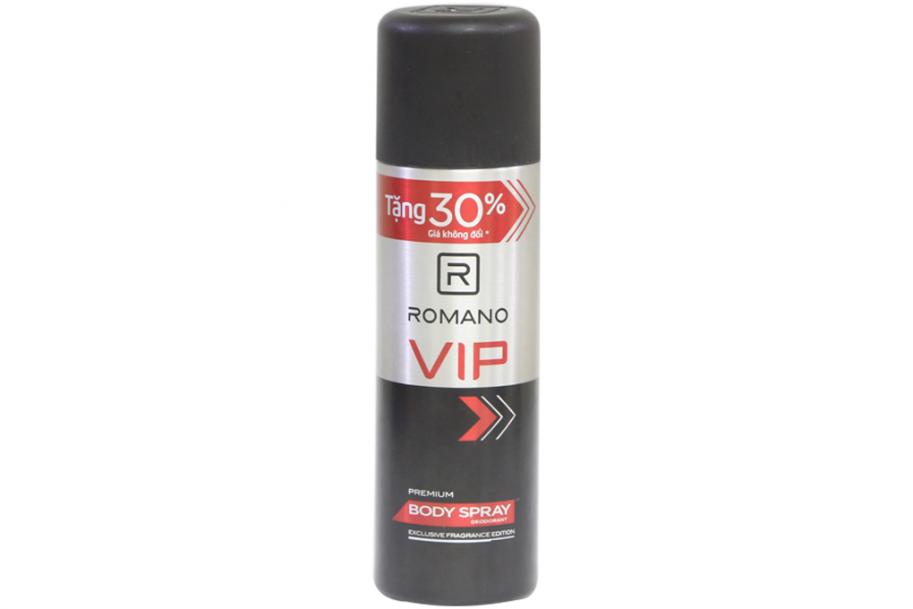 Tặng 30%
Giá không đổi *
R
ROMANO
VIP
PREMIUM
BODY SPRAY
DEODORANT
EXCLUSIVE FRAGRANCE EDITION